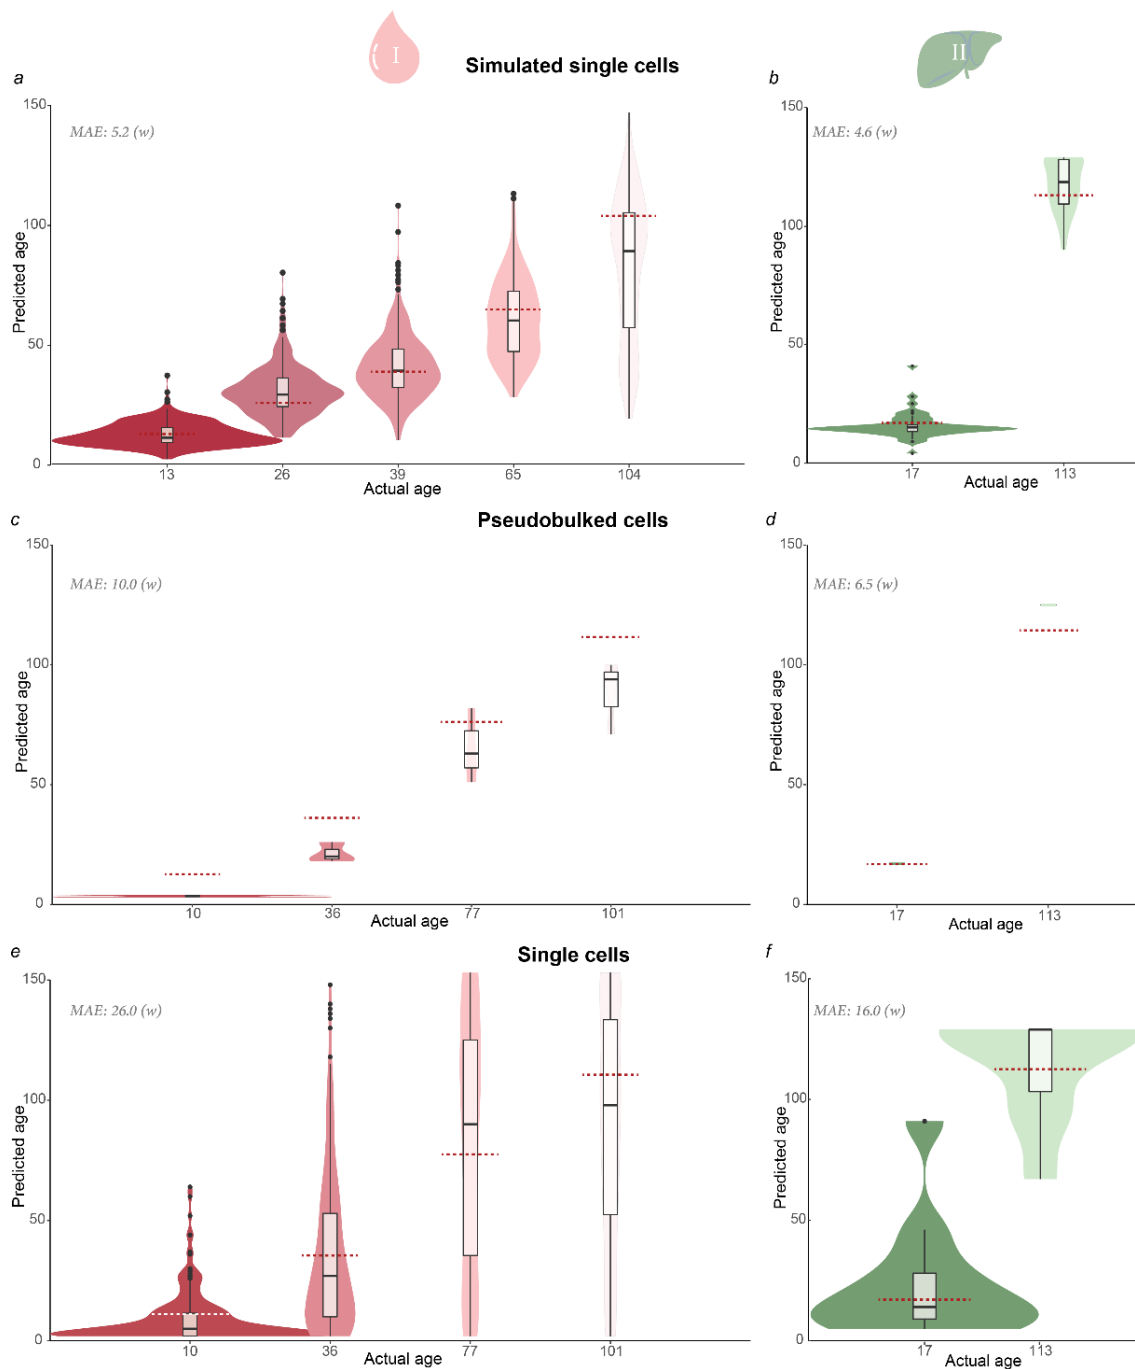 I
II
a
Simulated single cells
b
MAE: 5.2 (w)
MAE: 4.6 (w)
Predicted age
150
100
50
0
13
26
39
65
104
Actual age
Predicted age
150
100
50
0
17
113
Actual age
c
Pseudobulked cells
d
MAE: 10.0 (w)
MAE: 6.5 (w)
Predicted age
150
100
50
0
10
36
77
101
Actual age
Predicted age
150
100
50
0
17
113
Actual age
e
Single cells
f
MAE: 26.0 (w)
MAE: 16.0 (w)
Predicted age
150
100
50
0
10
36
77
101
Actual age
Predicted age
150
100
50
0
17
113
Actual age